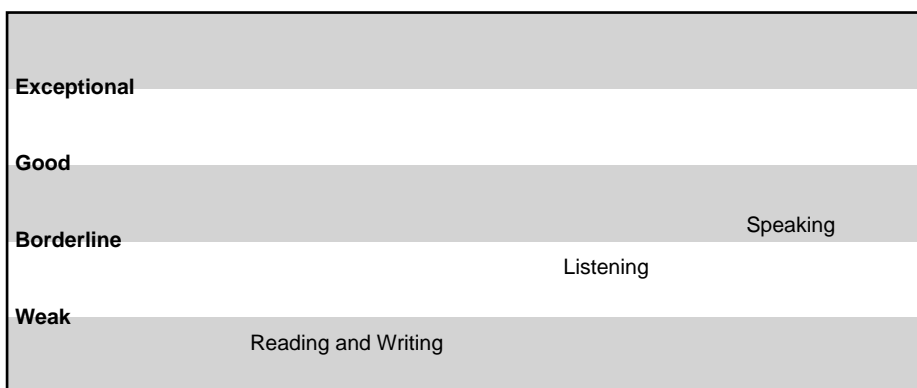 Exceptional
Good
Speaking
Borderline
Listening
Weak
Reading and Writing